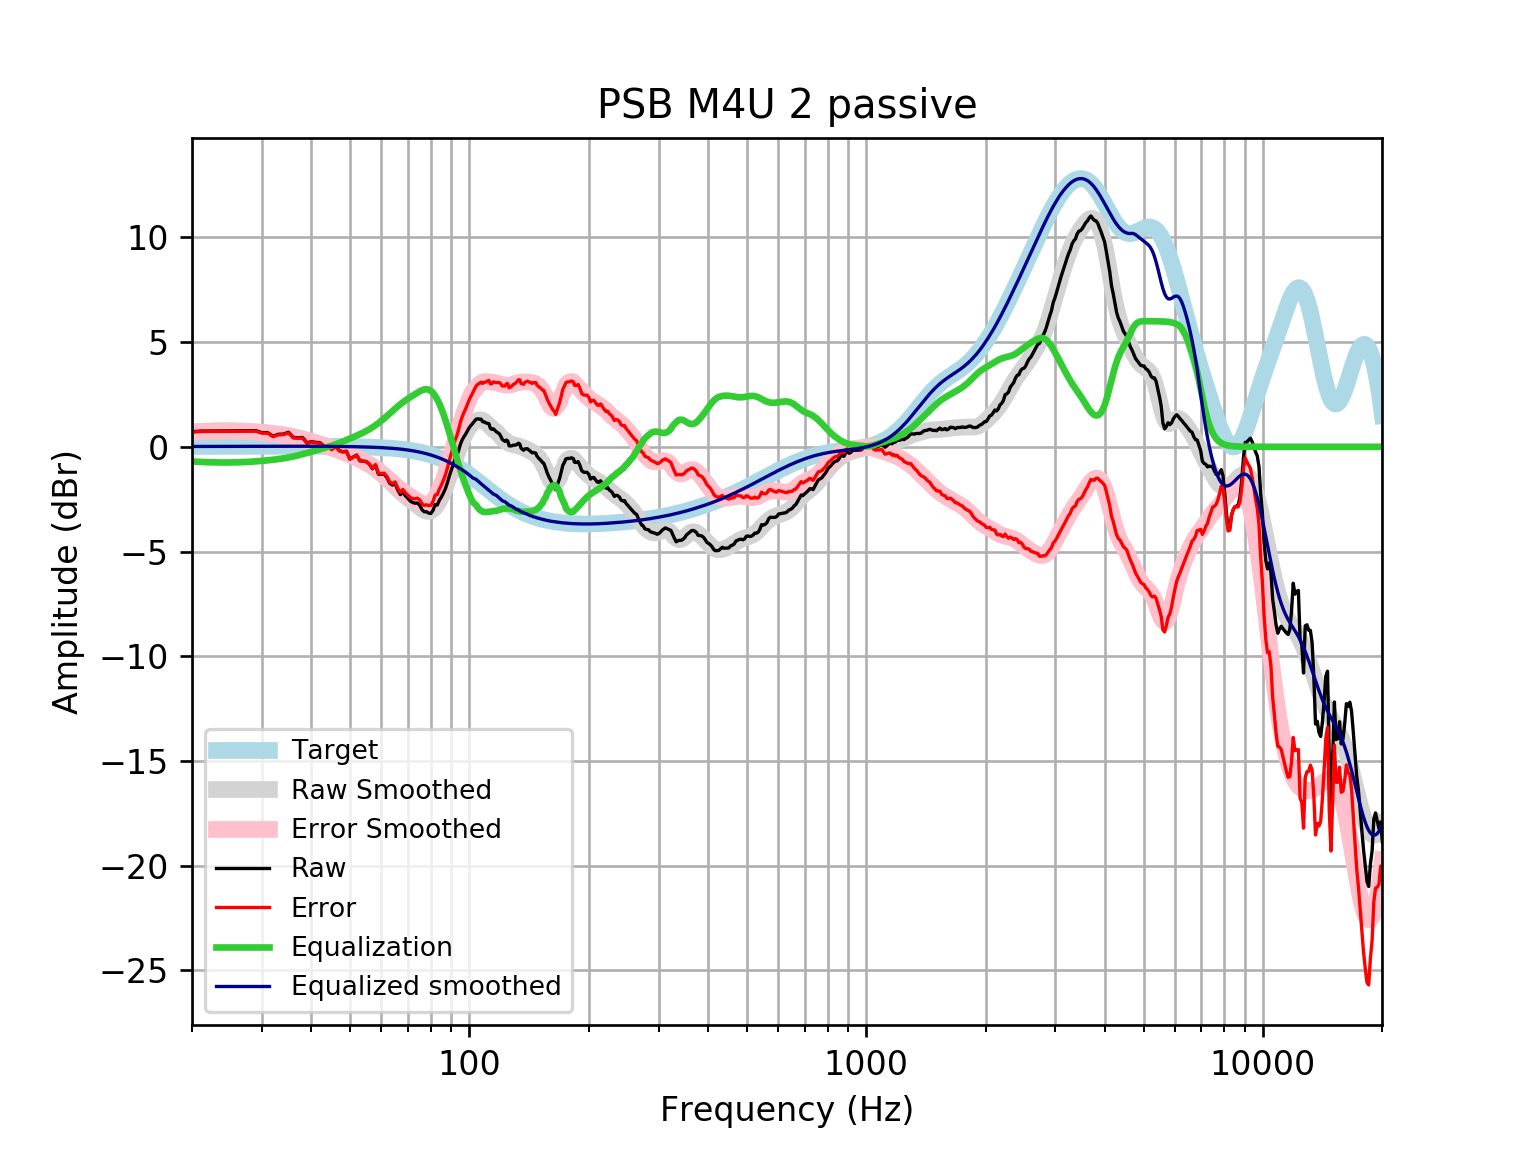 PSB M4U 2 passive
10
5
0
−5
−10
−15
−20
−25
Amplitude (dBr)
Target
Raw Smoothed
Error Smoothed
Raw
Error
Equalization
Equalized smoothed
100
1000
10000
Frequency (Hz)